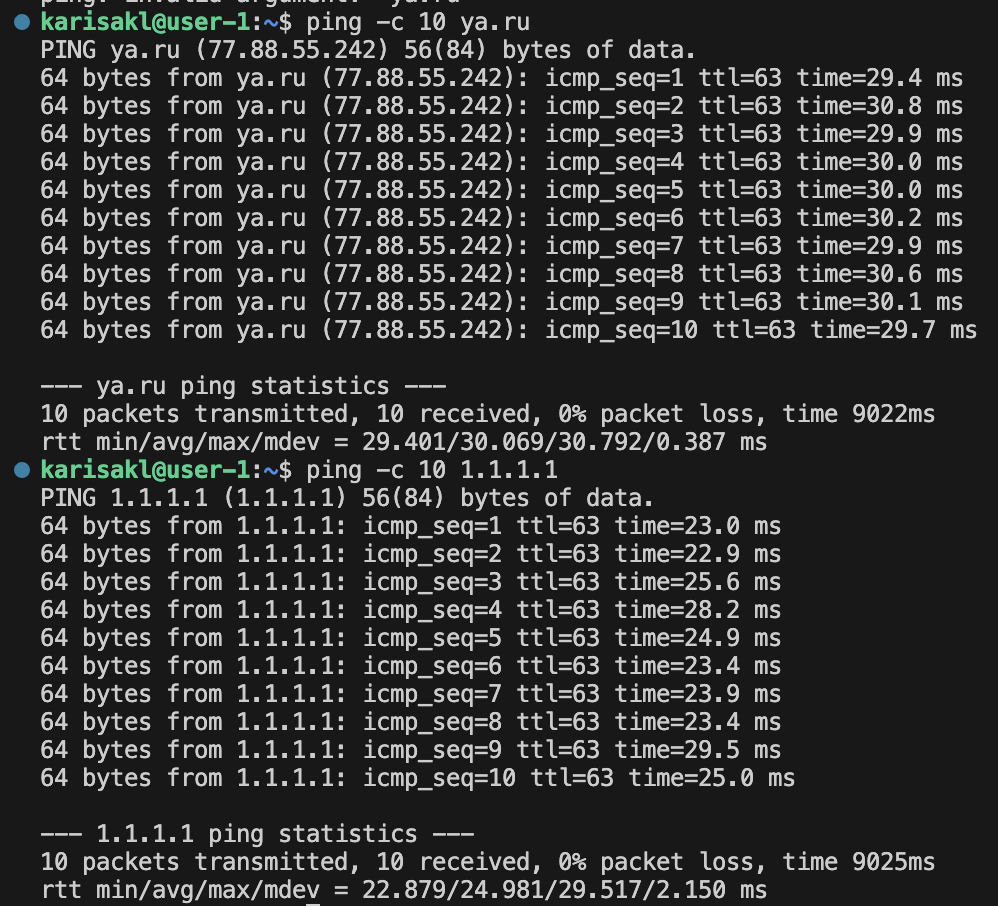 ping: invalid argument: 'ya.ru'
karisakl@user-1:~$ ping -c 10 ya.ru
PING ya.ru (77.88.55.242) 56(84) bytes of data.
64 bytes from ya.ru (77.88.55.242): icmp_seq=1 ttl=63 time=29.4 ms
64 bytes from ya.ru (77.88.55.242): icmp_seq=2 ttl=63 time=30.8 ms
64 bytes from ya.ru (77.88.55.242): icmp_seq=3 ttl=63 time=29.9 ms
64 bytes from ya.ru (77.88.55.242): icmp_seq=4 ttl=63 time=30.0 ms
64 bytes from ya.ru (77.88.55.242): icmp_seq=5 ttl=63 time=30.0 ms
64 bytes from ya.ru (77.88.55.242): icmp_seq=6 ttl=63 time=30.2 ms
64 bytes from ya.ru (77.88.55.242): icmp_seq=7 ttl=63 time=29.9 ms
64 bytes from ya.ru (77.88.55.242): icmp_seq=8 ttl=63 time=30.6 ms
64 bytes from ya.ru (77.88.55.242): icmp_seq=9 ttl=63 time=30.1 ms
64 bytes from ya.ru (77.88.55.242): icmp_seq=10 ttl=63 time=29.7 ms
--- ya.ru ping statistics ---
10 packets transmitted, 10 received, 0% packet loss, time 9022ms
rtt min/avg/max/mdev = 29.401/30.069/30.792/0.387 ms
karisakl@user-1:~$ ping -c 10 1.1.1.1
PING 1.1.1.1 (1.1.1.1) 56(84) bytes of data.
64 bytes from 1.1.1.1: icmp_seq=1 ttl=63 time=23.0 ms
64 bytes from 1.1.1.1: icmp_seq=2 ttl=63 time=22.9 ms
64 bytes from 1.1.1.1: icmp_seq=3 ttl=63 time=25.6 ms
64 bytes from 1.1.1.1: icmp_seq=4 ttl=63 time=28.2 ms
64 bytes from 1.1.1.1: icmp_seq=5 ttl=63 time=24.9 ms
64 bytes from 1.1.1.1: icmp_seq=6 ttl=63 time=23.4 ms
64 bytes from 1.1.1.1: icmp_seq=7 ttl=63 time=23.9 ms
64 bytes from 1.1.1.1: icmp_seq=8 ttl=63 time=23.4 ms
64 bytes from 1.1.1.1: icmp_seq=9 ttl=63 time=29.5 ms
64 bytes from 1.1.1.1: icmp_seq=10 ttl=63 time=25.0 ms
--- 1.1.1.1 ping statistics ---
10 packets transmitted, 10 received, 0% packet loss, time 9025ms
rtt min/avg/max/mdev = 22.879/24.981/29.517/2.150 ms